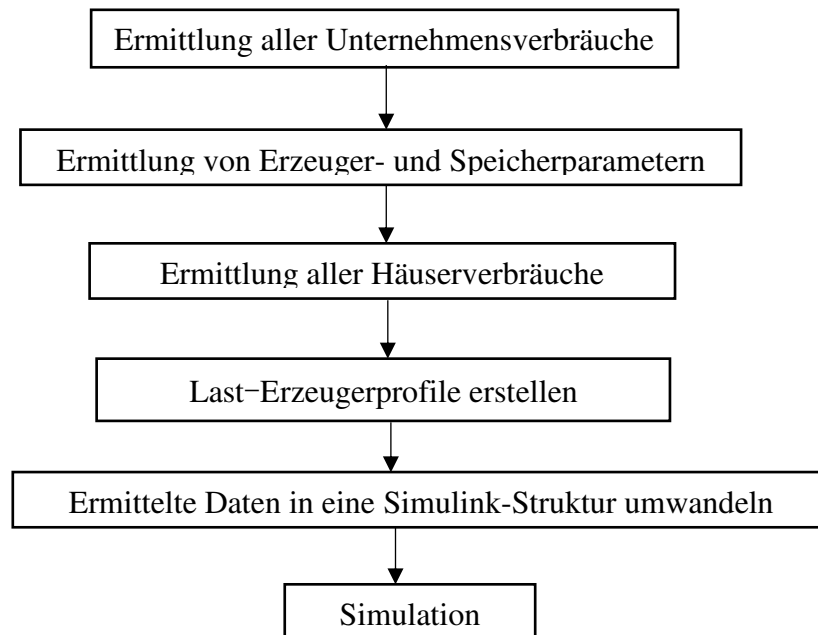 Ermittlung aller Unternehmensverbräuche
Ermittlung von Erzeuger- und Speicherparametern
Ermittlung aller Häuserverbräuche
Last-Erzeugerprofile erstellen
Ermittelte Daten in eine Simulink-Struktur umwandeln
Simulation